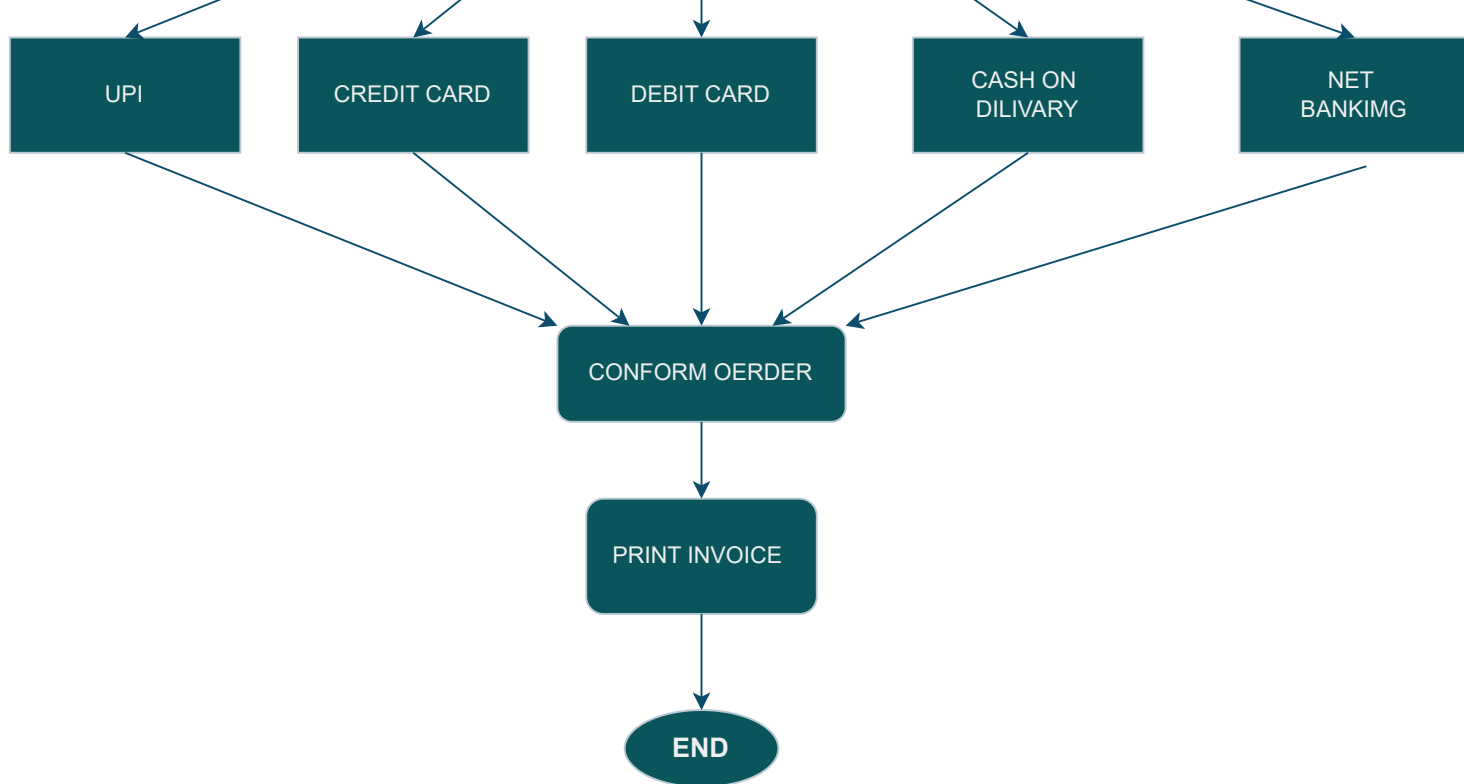 UPI
CREDIT CARD
DEBIT CARD
CASH ON
DILIVARY
NET
BANKIMG
CONFORM OERDER
PRINT INVOICE
END